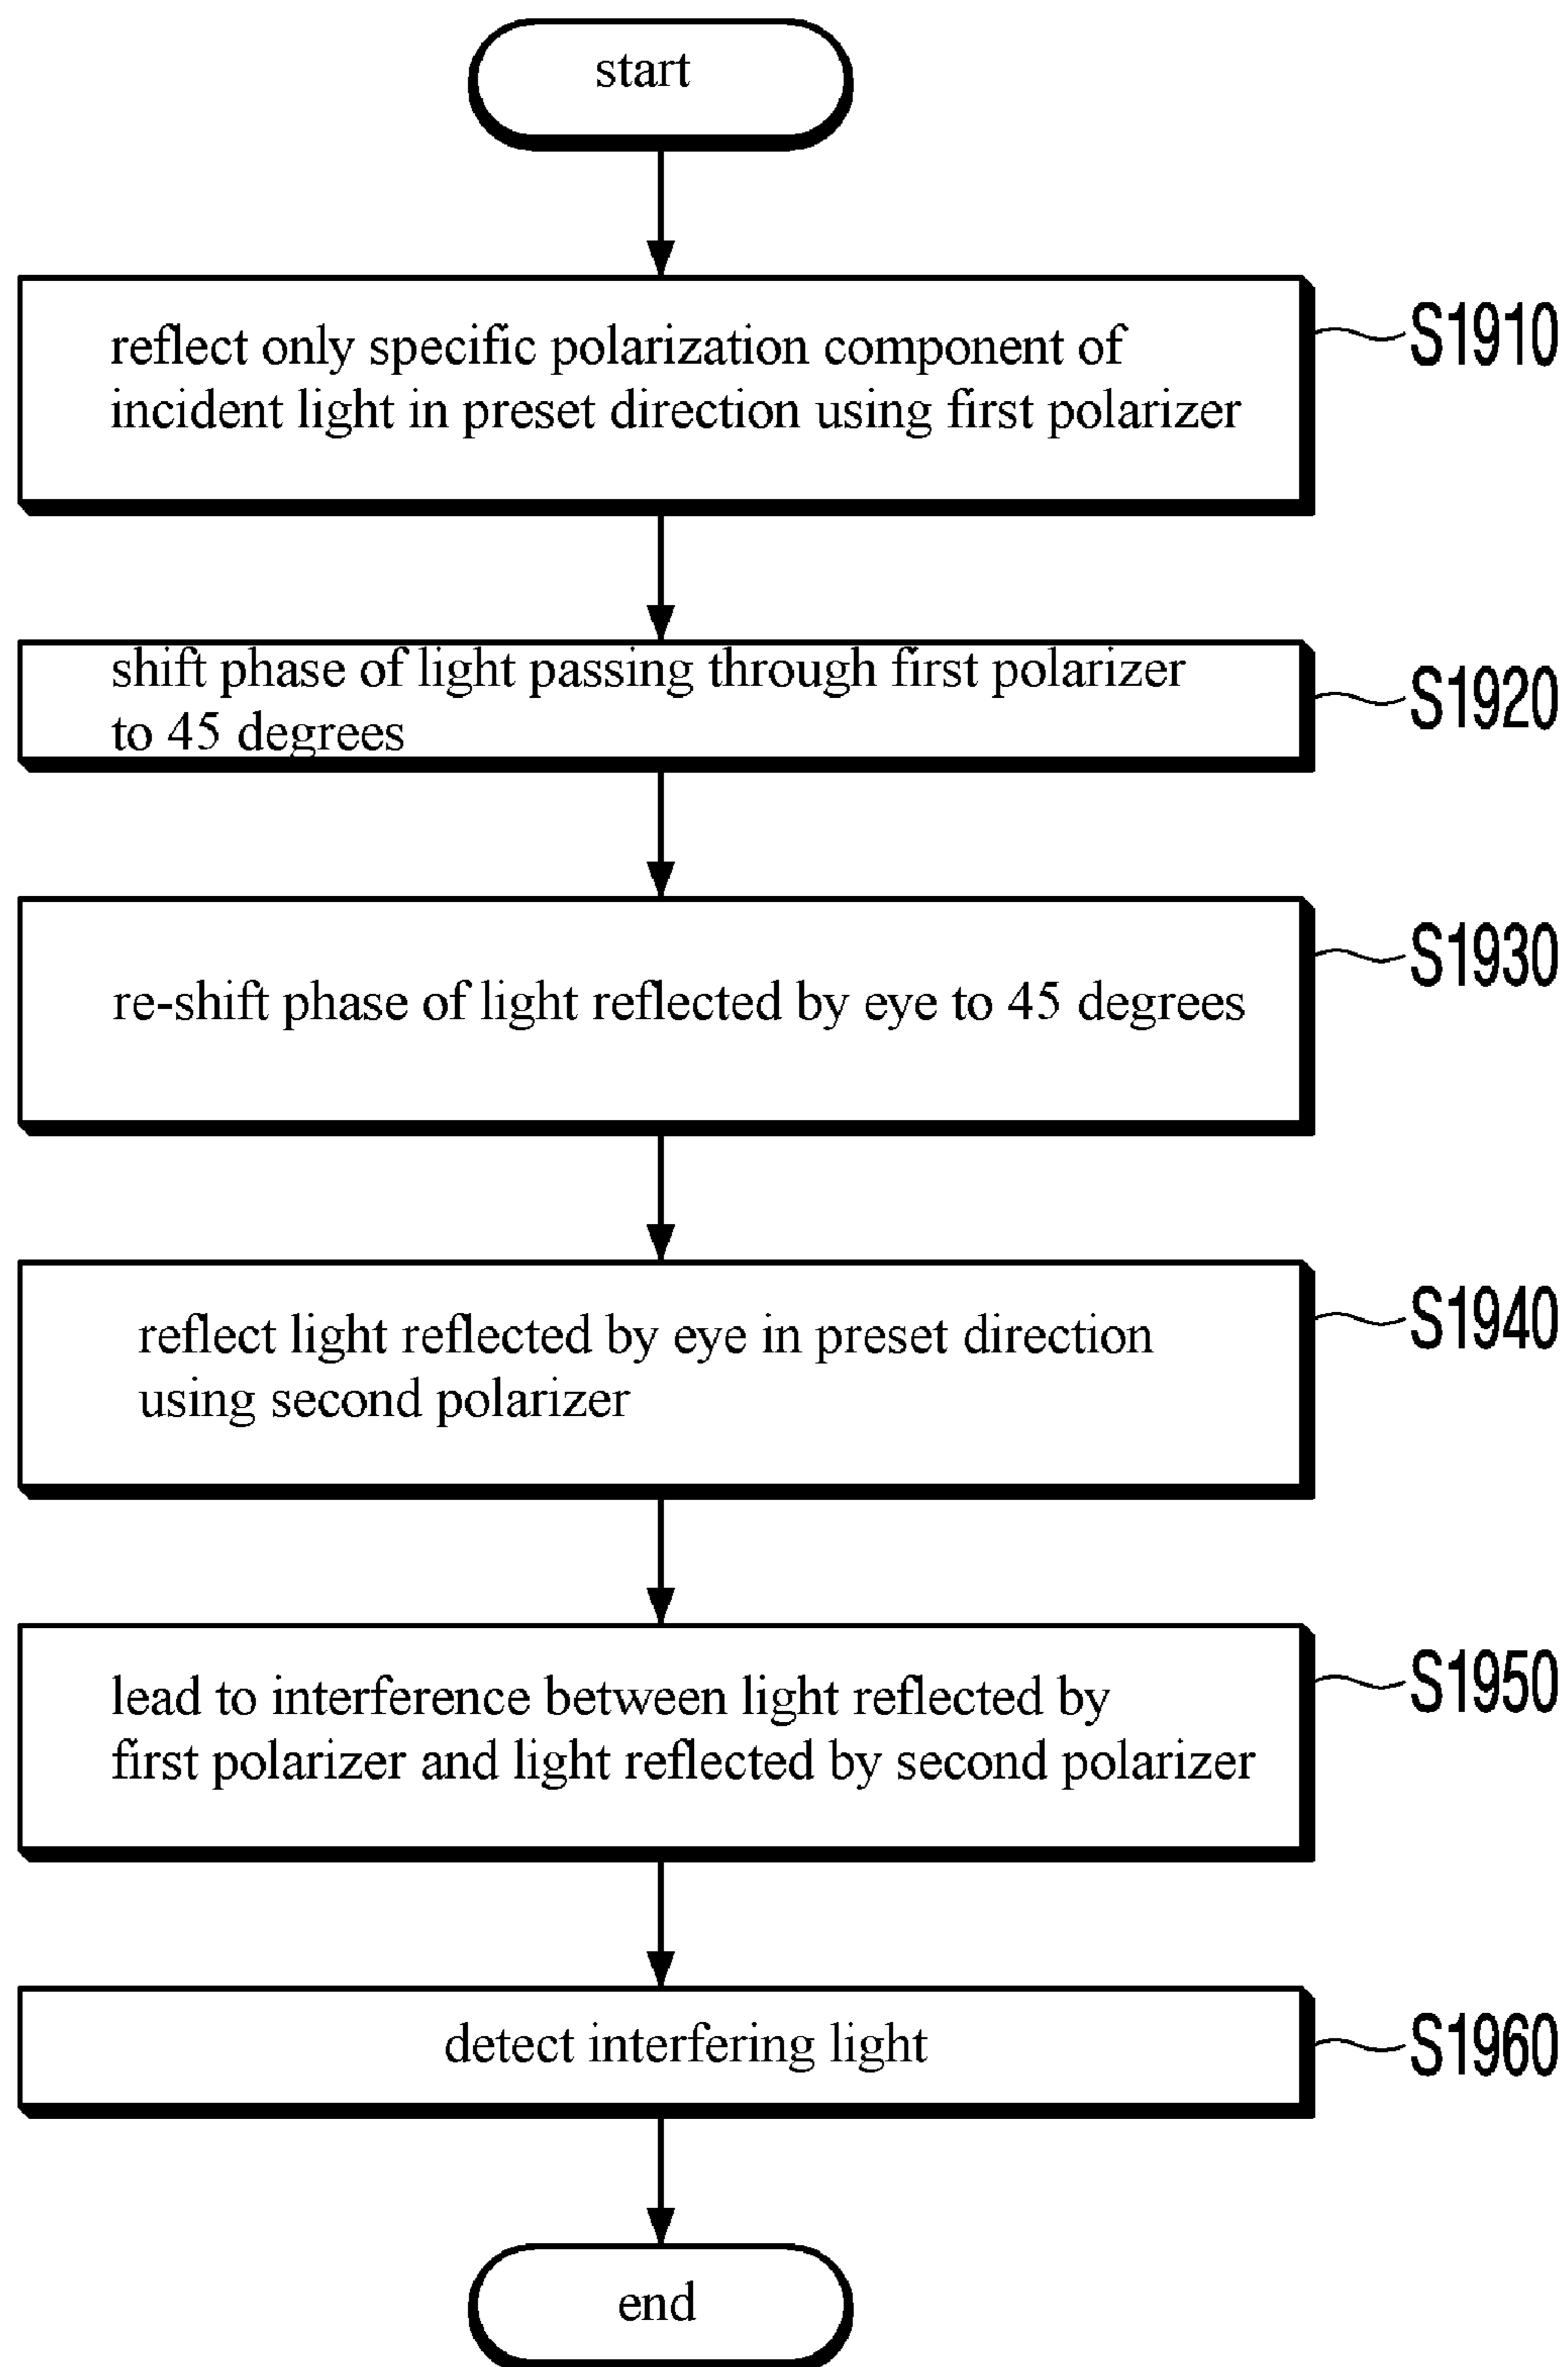 start
reflect only specific polarization component of
incident light in preset direction using first polarizer
S1910
shift phase of light passing through first polarizer
to 45 degrees
S1920
re-shift phase of light reflected by eye to 45 degrees
S1930
reflect light reflected by eye in preset direction
using second polarizer
S1940
lead to interference between light reflected by
first polarizer and light reflected by second polarizer
S1950
detect interfering light
S1960
end